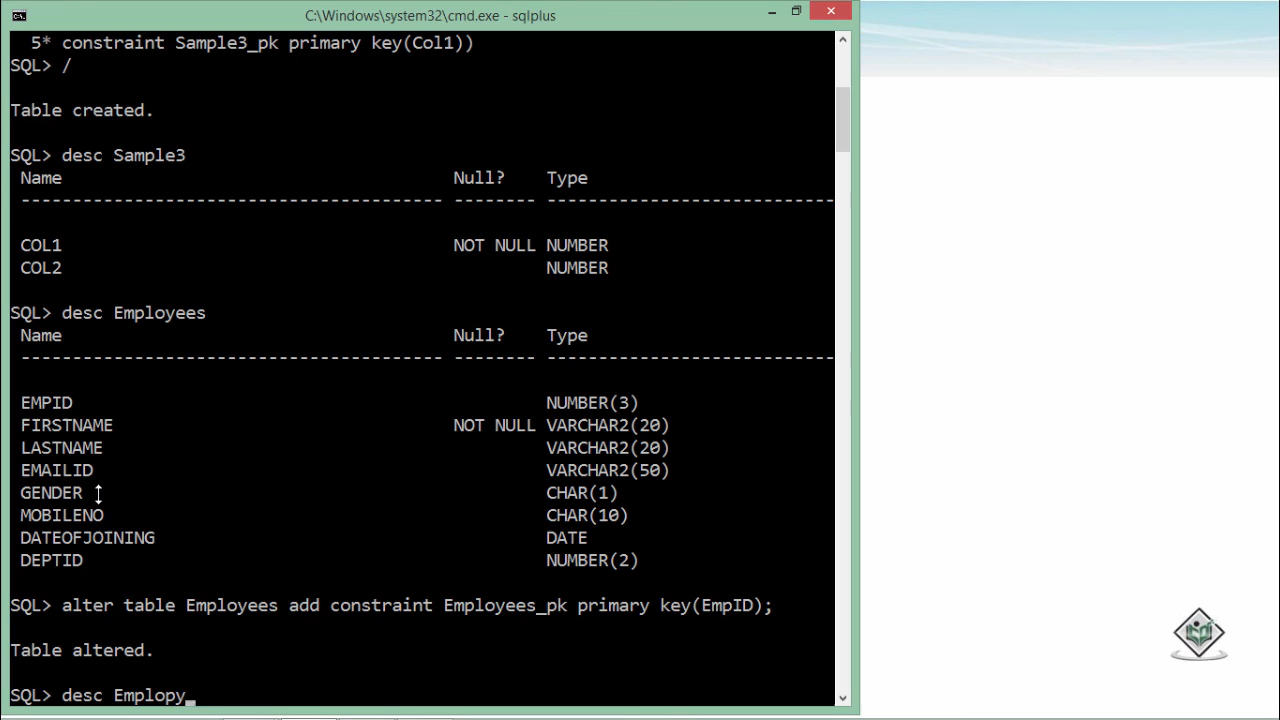 C:\Windows\system32\cmd.exe - sqlplus
5* constraint Sample3_pk primary key(Col1))
SQL> /
Table created.
SQL> desc Sample3
Name Null? Type
----------------------------------------- -------- ----------------------------
COL1 NOT NULL NUMBER
COL2 NUMBER
SQL> desc Employees
Name Null? Type
----------------------------------------- -------- ----------------------------
EMPID NUMBER(3)
FIRSTNAME NOT NULL VARCHAR2(20)
LASTNAME VARCHAR2(20)
EMAILID VARCHAR2(50)
GENDER CHAR(1)
MOBILENO CHAR(10)
DATEOFJOINING DATE
DEPTID NUMBER(2)
SQL> alter table Employees add constraint Employees_pk primary key(EmpID);
Table altered.
SQL> desc Emplopy_